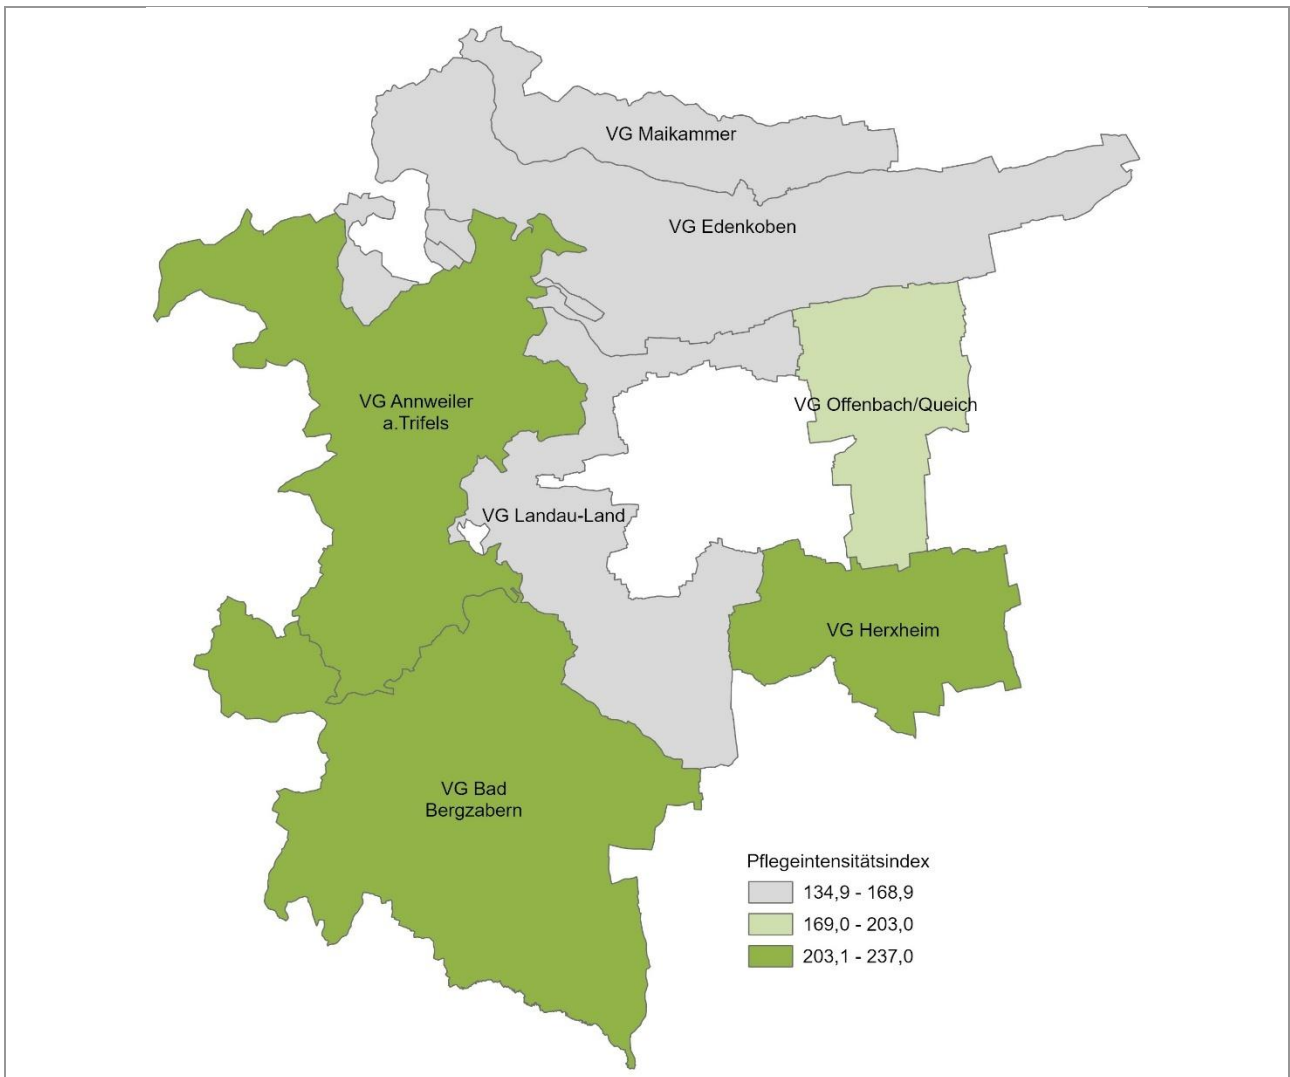 VG Maikammer
VG Edenkoben
VG Annweiler
a.Trifels
VG Offenbach/Queich
VG Landau-Land
VG Herxheim
VG Bad
Bergzabern
Pflegeintensitätsindex
134,9 - 168,9
169,0 - 203,0
203,1 - 237,0